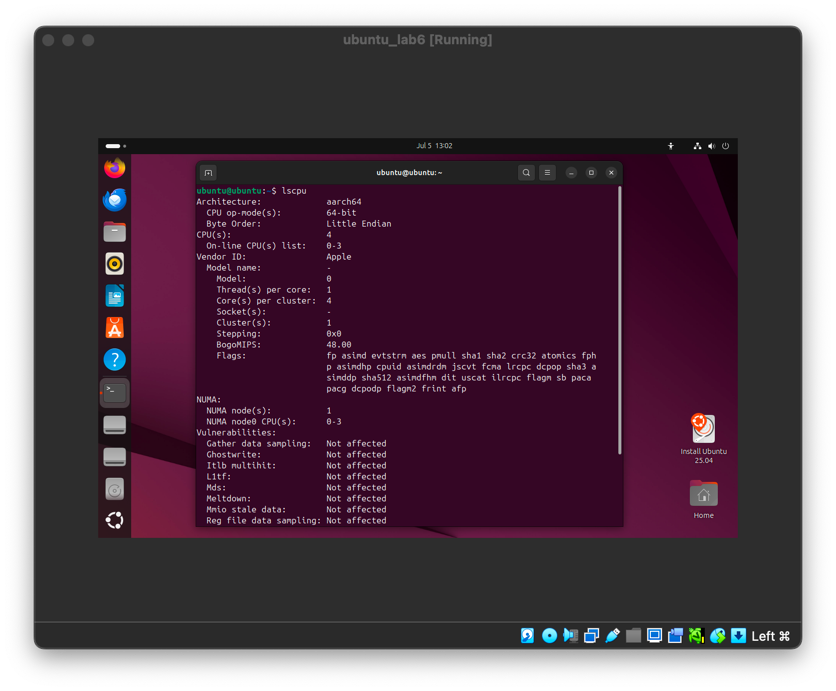 ubuntu_lab6 [Running]
Jul 5 13:02
ubuntu@ubuntu: ~
ubuntu@ubuntu:~$ lscpu
Architecture: aarch64
CPU op-mode(s): 64-bit
Byte Order: Little Endian
CPU(s): 4
On-line CPU(s) list: 0-3
Vendor ID: Apple
Model name: -
Model: 0
Thread(s) per core: 1
Core(s) per cluster: 4
Socket(s): -
Cluster(s): 1
Stepping: 0x0
BogoMIPS: 48.00
Flags: fp asimd evtstrm aes pmull sha1 sha2 crc32 atomics fph
p asimdhp cpuid asimdrdm jscvt fcma lrcpc dcpop sha3 a
simddp sha512 asimdfhm dit uscat ilrcpc flagm sb paca
pacg dcpodp flagm2 frint afp
NUMA:
NUMA node(s): 1
NUMA node0 CPU(s): 0-3
Vulnerabilities:
Gather data sampling: Not affected
Ghostwrite: Not affected
Itlb multihit: Not affected
L1tf: Not affected
Mds: Not affected
Meltdown: Not affected
Mmio stale data: Not affected
Reg file data sampling: Not affected
Install Ubuntu
25.04
Home
Left ⌘